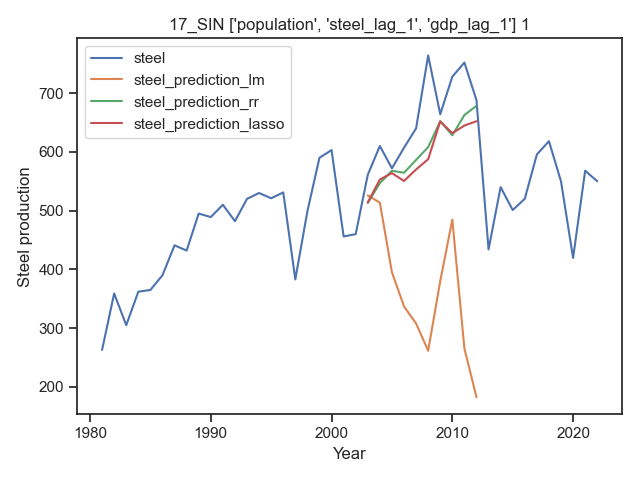 17_SIN ['population', 'steel_lag_1', 'gdp_lag_1'] 1
steel
steel_prediction_lm
steel_prediction_rr
steel_prediction_lasso
Steel production
700
600
500
400
300
200
1980
1990
2000
2010
2020
Year